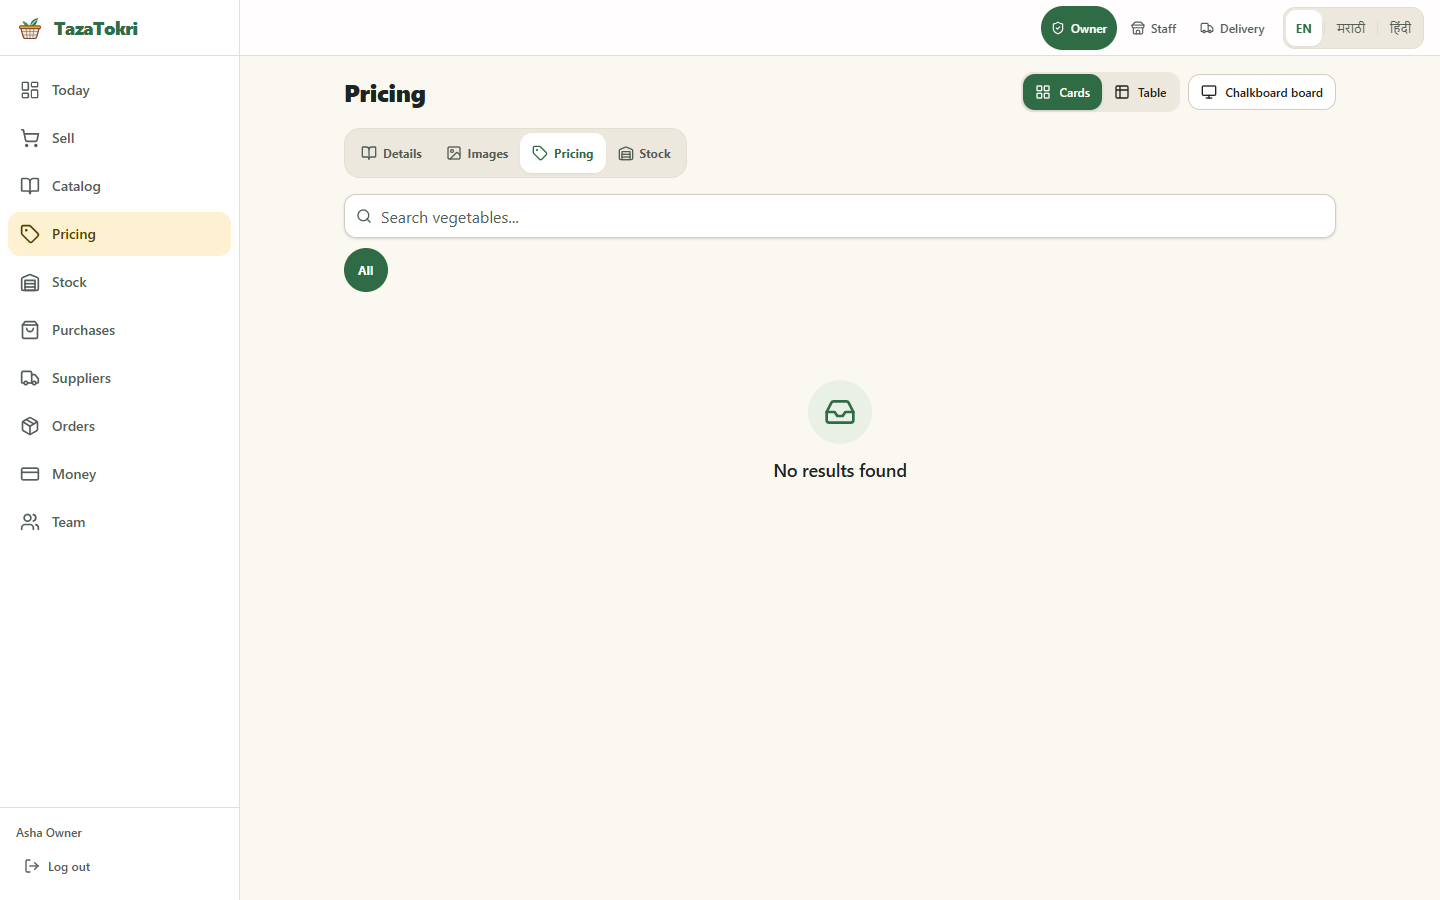 TazaTokri
Owner
Staff
Delivery
EN
मराठी
हिंदी
Today
Sell
Catalog
Pricing
Stock
Purchases
Suppliers
Orders
Money
Team
Asha Owner
Log out
Pricing
Cards
Table
Chalkboard board
Details
Images
Pricing
Stock
Search vegetables...
All
No results found